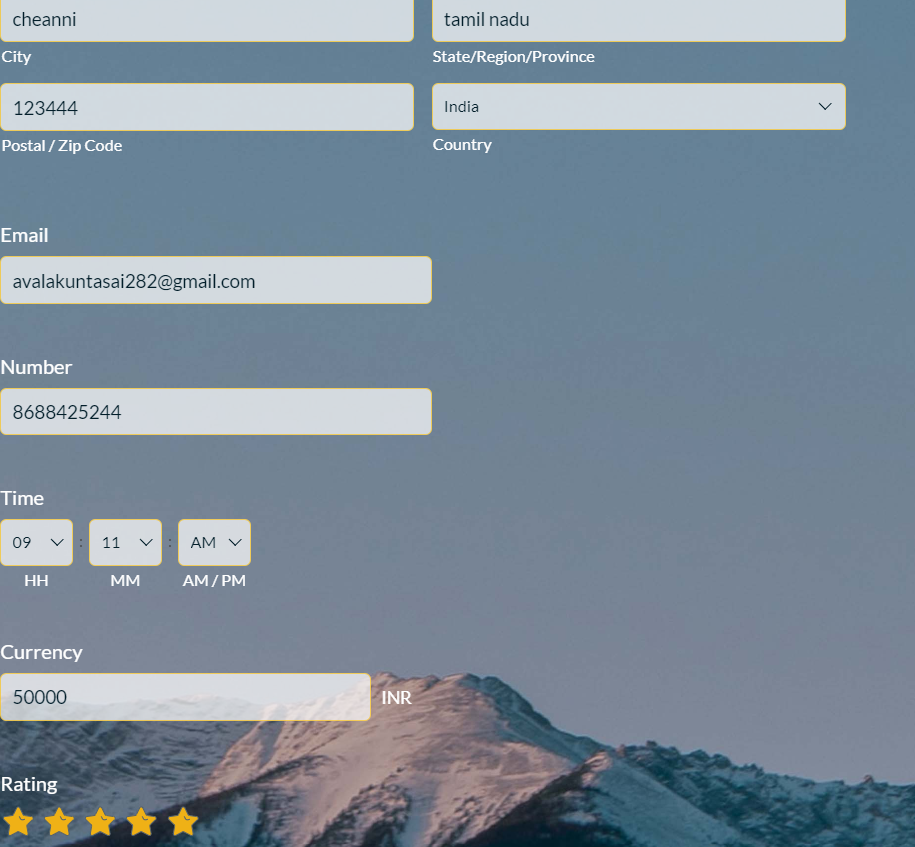 cheanni tamil nadu
City State/Region/Province
123444 India
Postal / Zip Code Country
Email
avalakuntasai282@gmail.com
Number
8688425244
Time
09 : 11 : AM
HH MM AM / PM
Currency
50000 INR
Rating